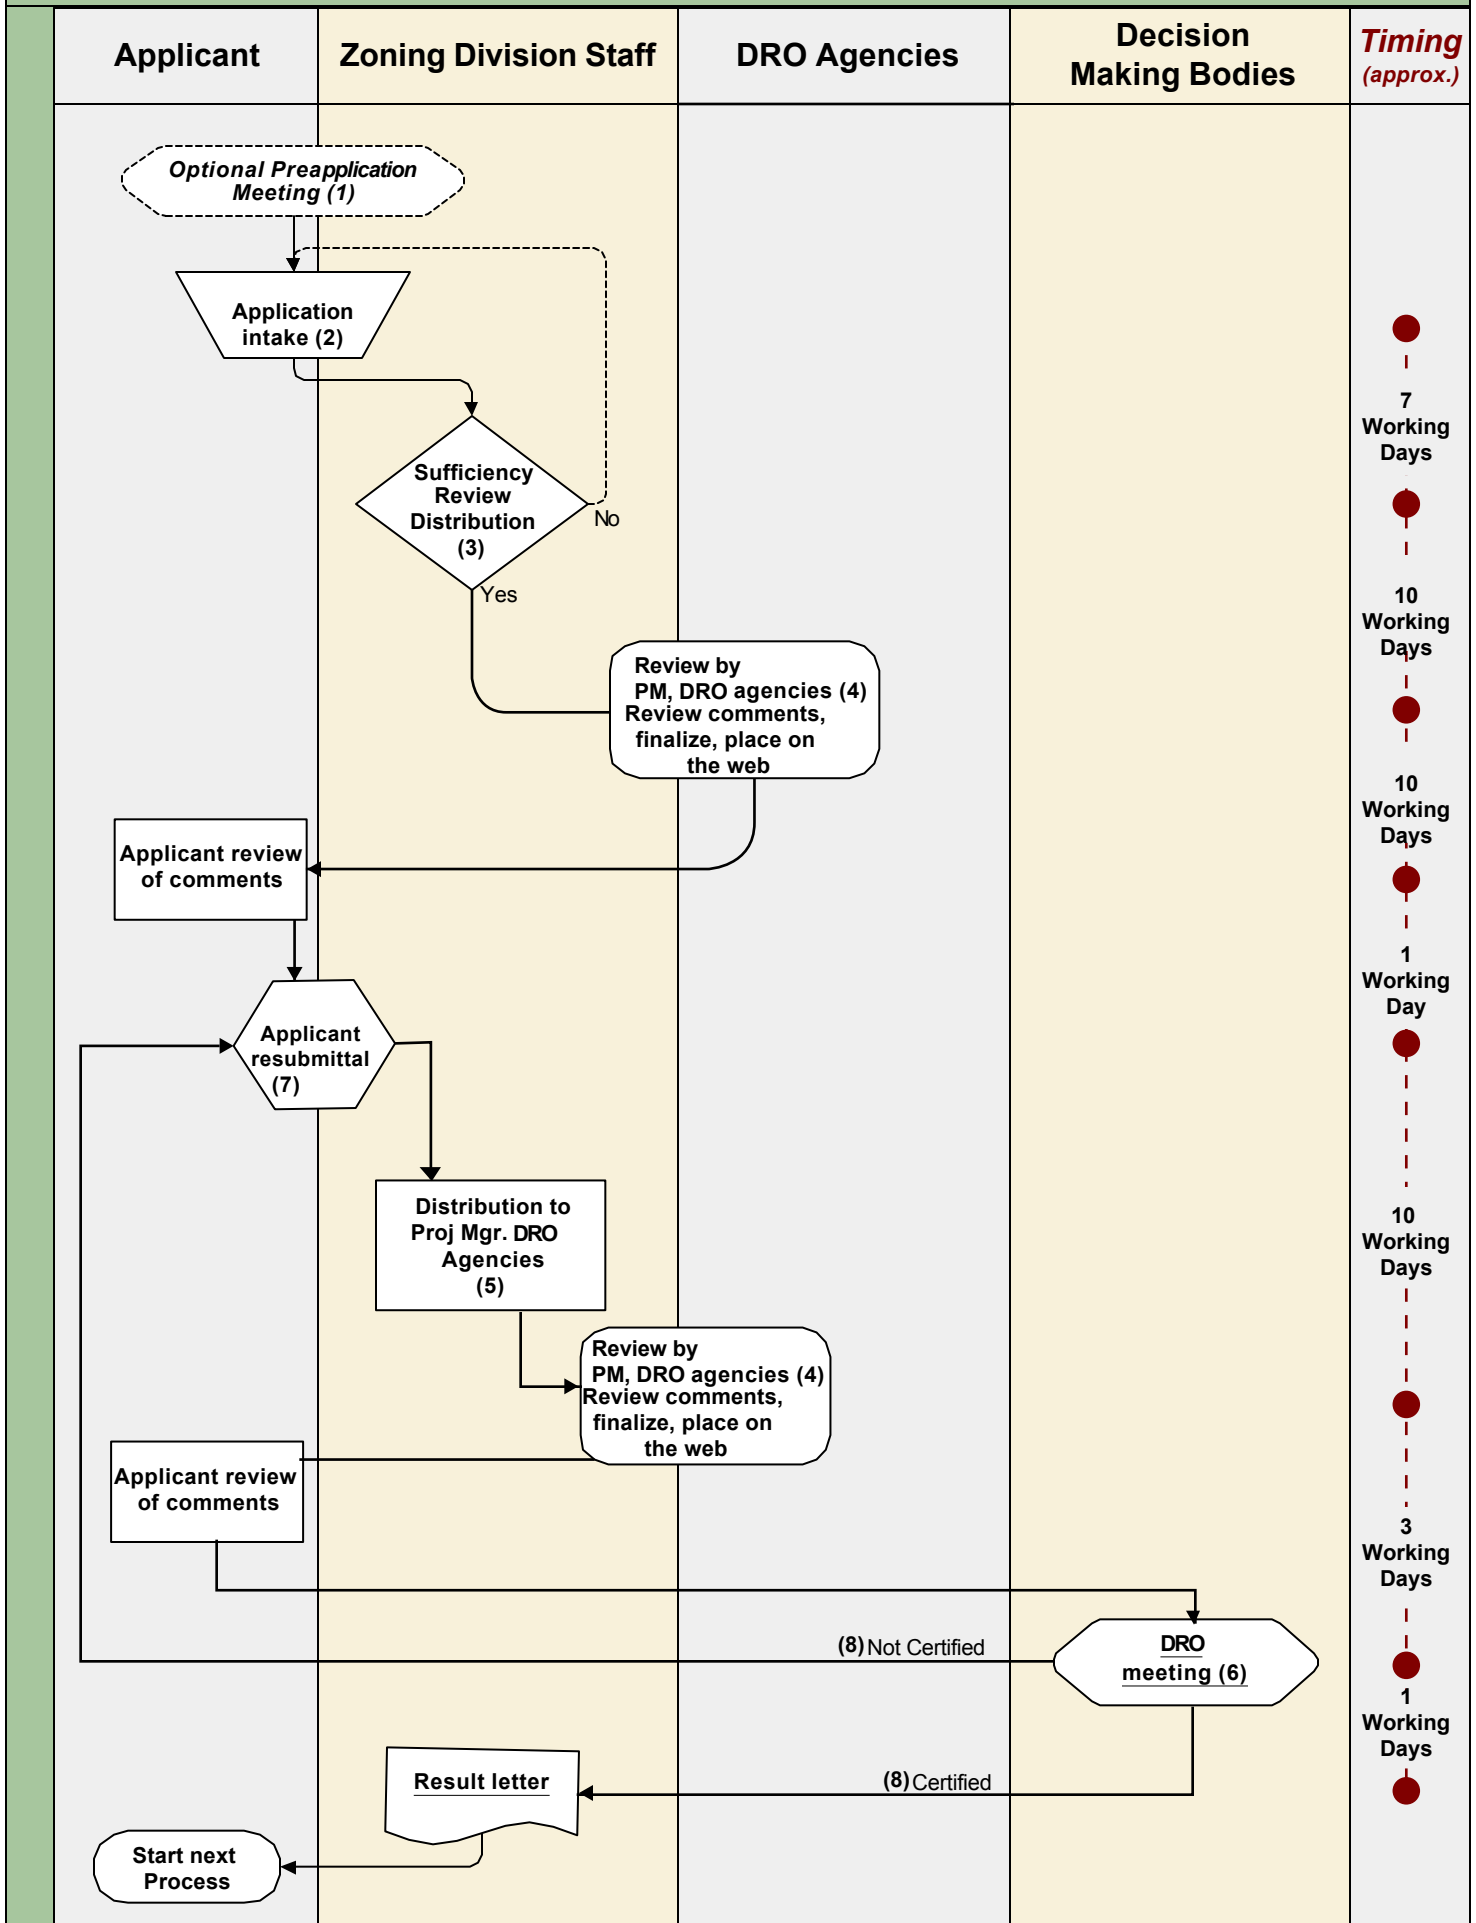 Applicant
Zoning Division Staff
DRO Agencies
Decision
Making Bodies
Timing
(approx.)
Optional Preapplication
Meeting (1)
Application
intake (2)
7
Working
Days
Sufficiency
Review
Distribution
(3)
No
Yes
10
Working
Days
Review by
PM, DRO agencies (4)
Review comments,
finalize, place on
the web
10
Working
Days
Applicant review
of comments
1
Working
Day
Applicant
resubmittal
(7)
Distribution to
Proj Mgr. DRO
Agencies
(5)
10
Working
Days
Review by
PM, DRO agencies (4)
Review comments,
finalize, place on
the web
Applicant review
of comments
3
Working
Days
(8) Not Certified
DRO
meeting (6)
1
Working
Days
Result letter
(8) Certified
Start next
Process